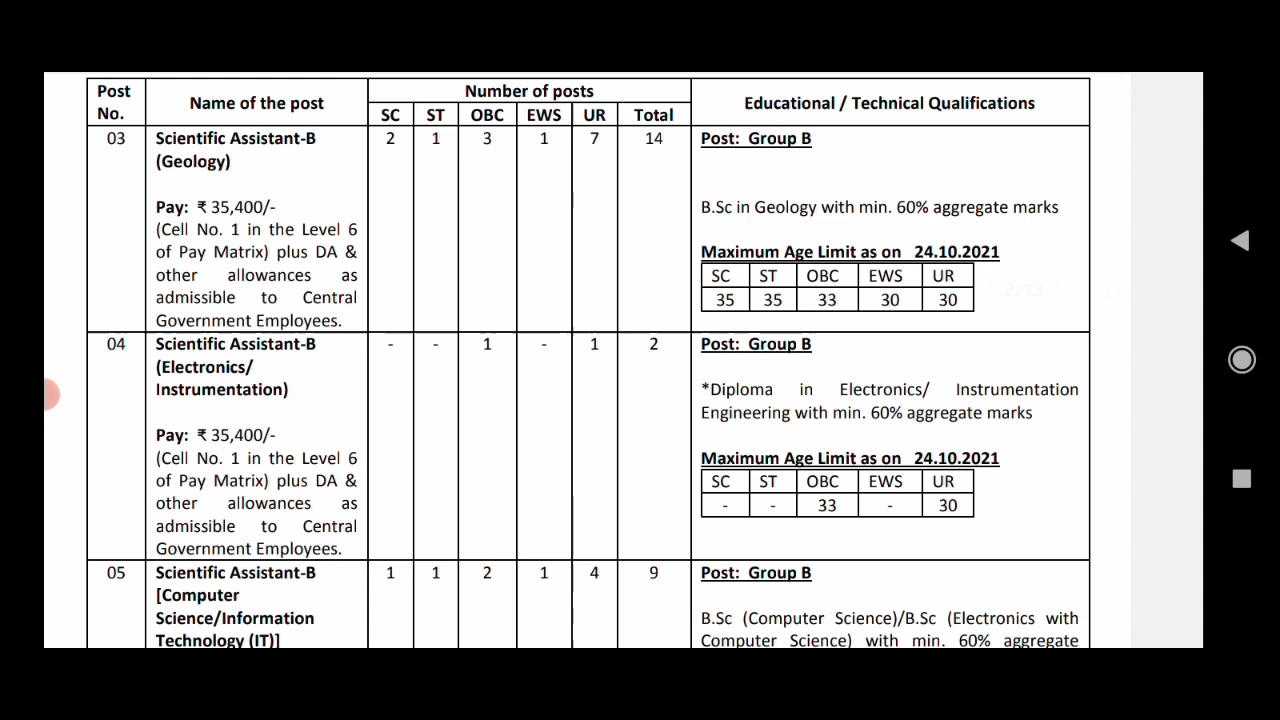 Post No. Name of the post Number of posts Educational / Technical Qualifications
SC ST OBC EWS UR Total
03 Scientific Assistant-B 2 1 3 1 7 14 Post: Group B
(Geology)
Pay: ₹ 35,400/- B.Sc in Geology with min. 60% aggregate marks
(Cell No. 1 in the Level 6
of Pay Matrix) plus DA & Maximum Age Limit as on 24.10.2021
other allowances as SC ST OBC EWS UR
admissible to Central 35 35 33 30 30
Government Employees.
04 Scientific Assistant-B - - 1 - 1 2 Post: Group B
(Electronics/
Instrumentation) *Diploma in Electronics/ Instrumentation
Engineering with min. 60% aggregate marks
Pay: ₹ 35,400/-
(Cell No. 1 in the Level 6 Maximum Age Limit as on 24.10.2021
of Pay Matrix) plus DA & SC ST OBC EWS UR
other allowances as - - 33 - 30
admissible to Central
Government Employees.
05 Scientific Assistant-B 1 1 2 1 4 9 Post: Group B
[Computer
Science/Information B.Sc (Computer Science)/B.Sc (Electronics with
Technology (IT)] Computer Science) with min. 60% aggregate